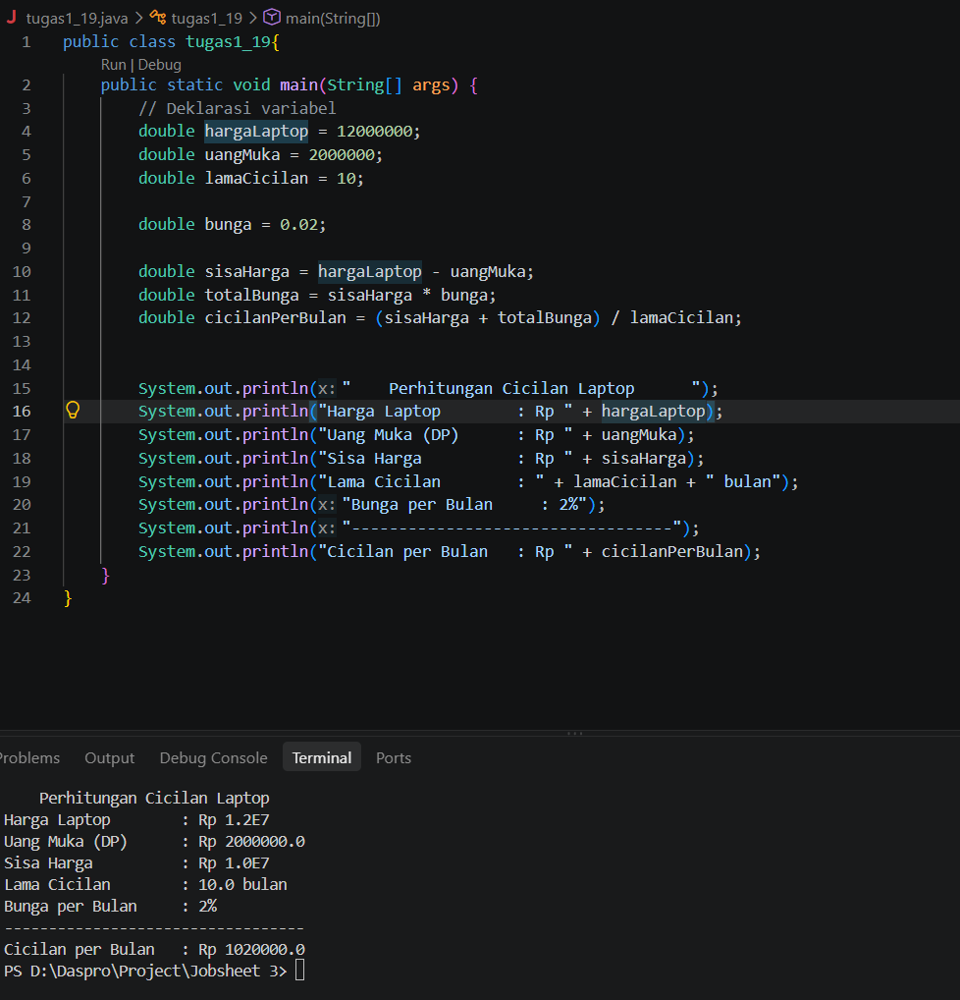 tugas1_19.java > tugas1_19 > main(String[])
1 public class tugas1_19{
Run | Debug
2 public static void main(String[] args) {
3 // Deklarasi variabel
4 double hargaLaptop = 12000000;
5 double uangMuka = 2000000;
6 double lamaCicilan = 10;
7
8 double bunga = 0.02;
9
10 double sisaHarga = hargaLaptop - uangMuka;
11 double totalBunga = sisaHarga * bunga;
12 double cicilanPerBulan = (sisaHarga + totalBunga) / lamaCicilan;
13
14
15 System.out.println(x: "    Perhitungan Cicilan Laptop      ");
16 System.out.println("Harga Laptop        : Rp " + hargaLaptop);
17 System.out.println("Uang Muka (DP)      : Rp " + uangMuka);
18 System.out.println("Sisa Harga          : Rp " + sisaHarga);
19 System.out.println("Lama Cicilan        : " + lamaCicilan + " bulan");
20 System.out.println(x: "Bunga per Bulan     : 2%");
21 System.out.println(x: "----------------------------------");
22 System.out.println("Cicilan per Bulan   : Rp " + cicilanPerBulan);
23 }
24 }
Problems Output Debug Console Terminal Ports
    Perhitungan Cicilan Laptop
Harga Laptop        : Rp 1.2E7
Uang Muka (DP)      : Rp 2000000.0
Sisa Harga          : Rp 1.0E7
Lama Cicilan        : 10.0 bulan
Bunga per Bulan     : 2%
----------------------------------
Cicilan per Bulan   : Rp 1020000.0
PS D:\Daspro\Project\Jobsheet 3>